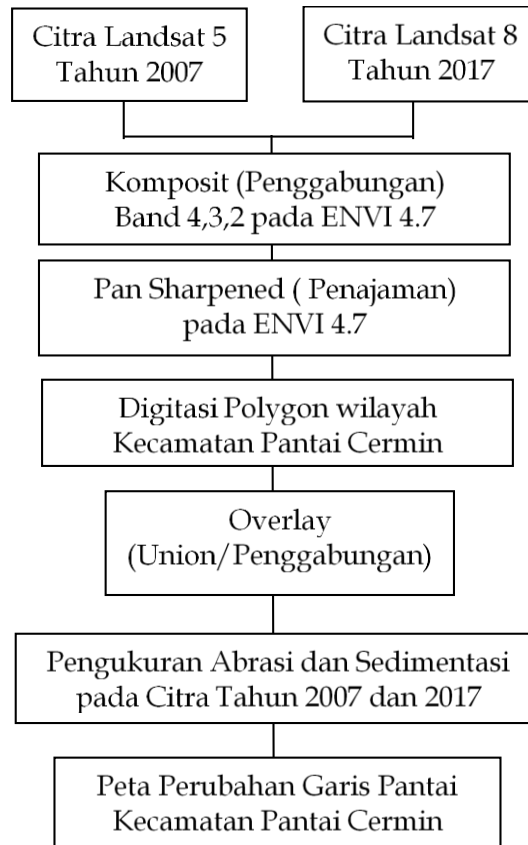 Citra Landsat 5
Tahun 2007
Citra Landsat 8
Tahun 2017
Komposit (Penggabungan)
Band 4,3,2 pada ENVI 4.7
Pan Sharpened ( Penajaman)
pada ENVI 4.7
Digitasi Polygon wilayah
Kecamatan Pantai Cermin
Overlay
(Union/Penggabungan)
Pengukuran Abrasi dan Sedimentasi
pada Citra Tahun 2007 dan 2017
Peta Perubahan Garis Pantai
Kecamatan Pantai Cermin